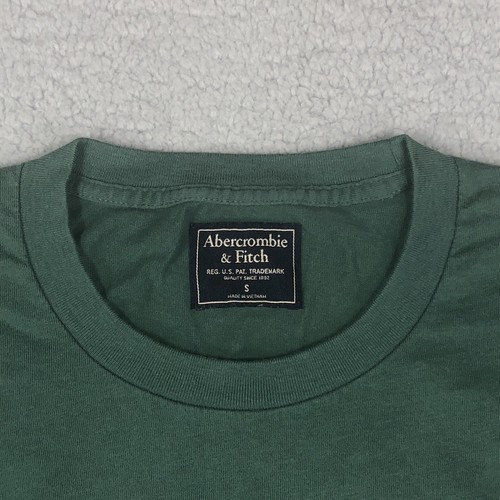 Abercrombie
& Fitch
REG. U.S. PAT. TRADEMARK
QUALITY SINCE 1892
S
MADE IN VIETNAM